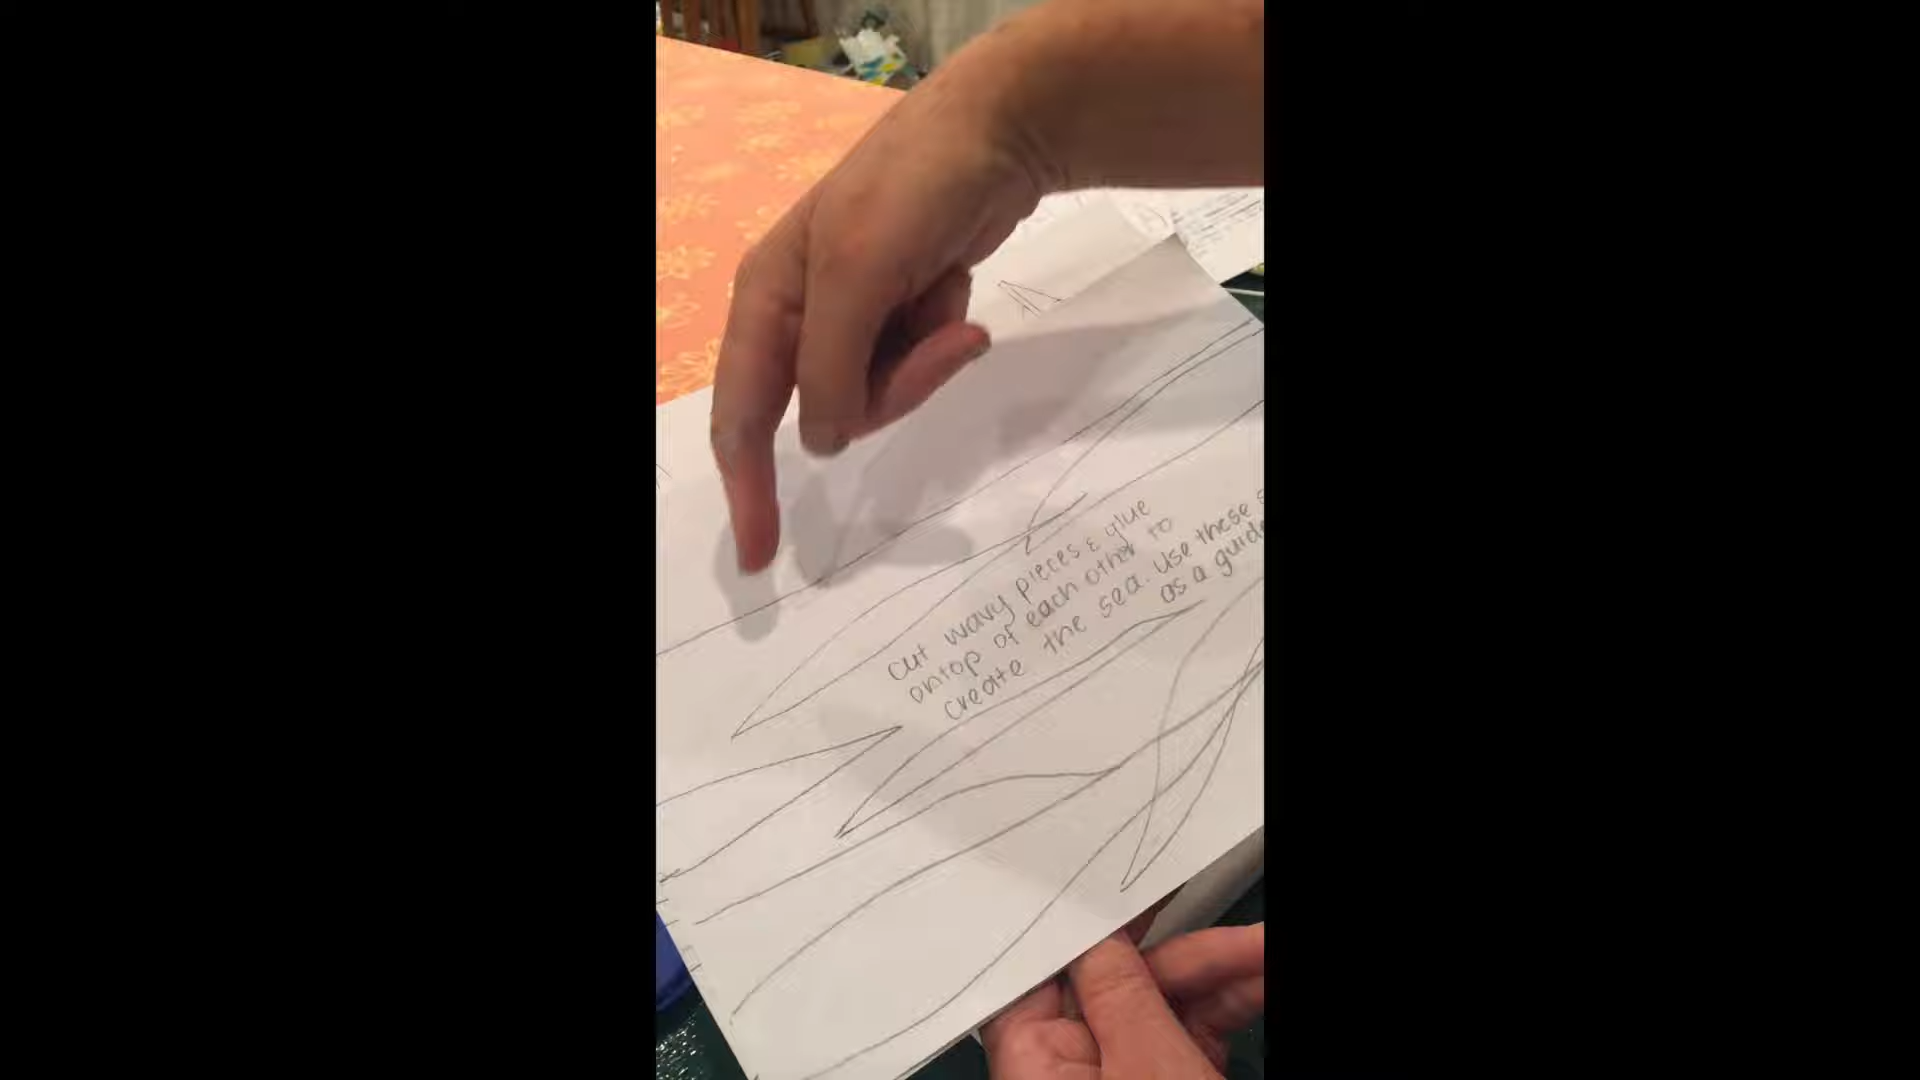 cut wavy pieces & glue
ontop of each other to
create the sea. use these
as a guide